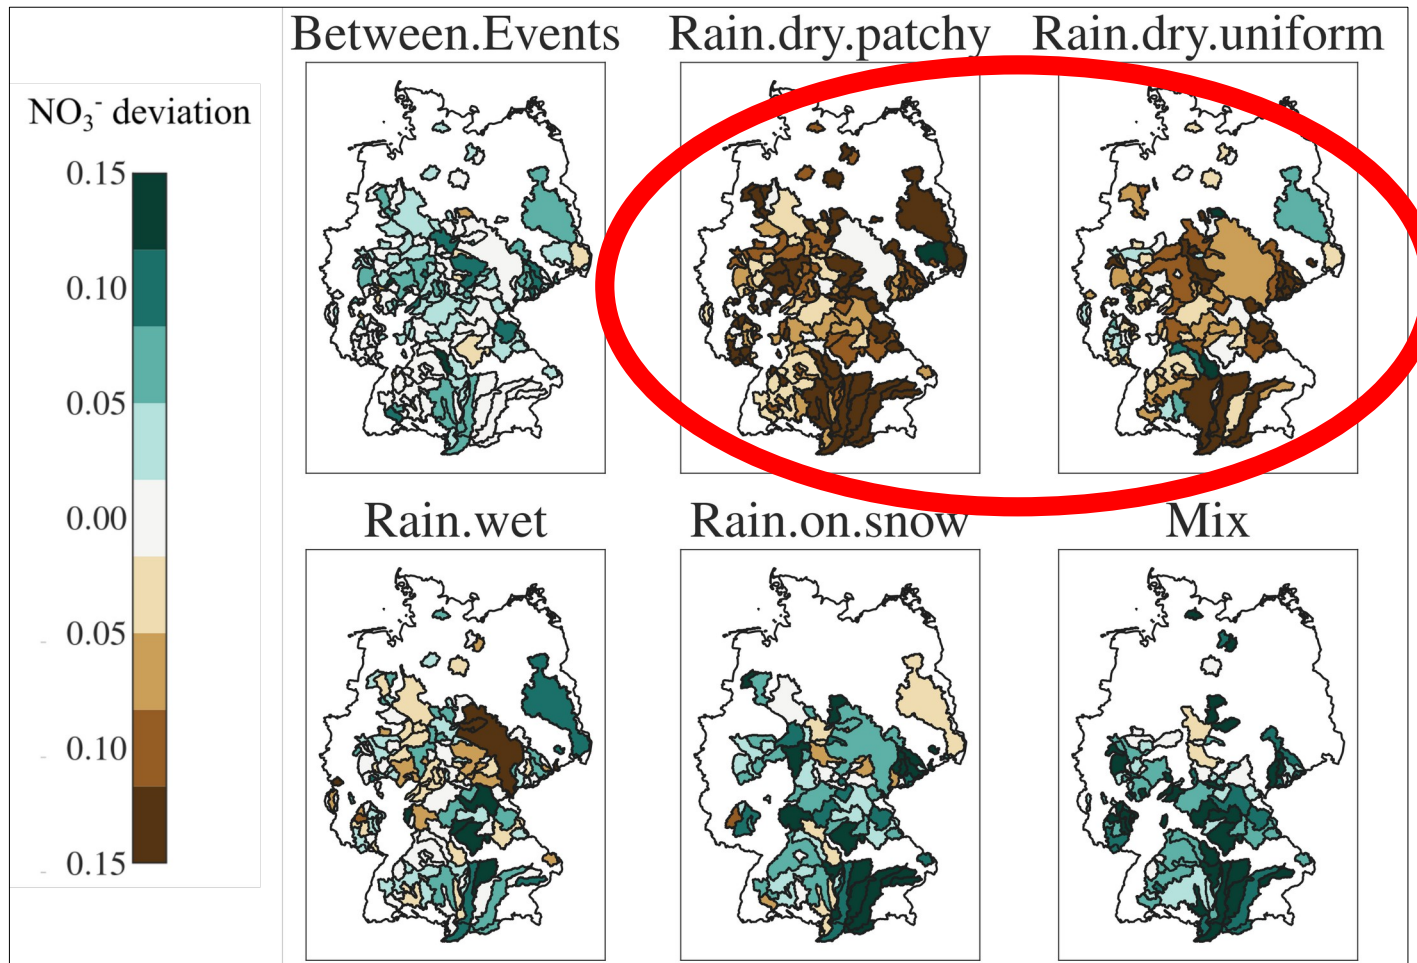 Between.Events Rain.dry.patchy Rain.dry.uniform
NO₃⁻ deviation
0.15
0.10
0.05
0.00
- 0.05
- 0.10
- 0.15
Rain.wet Rain.on.snow Mix